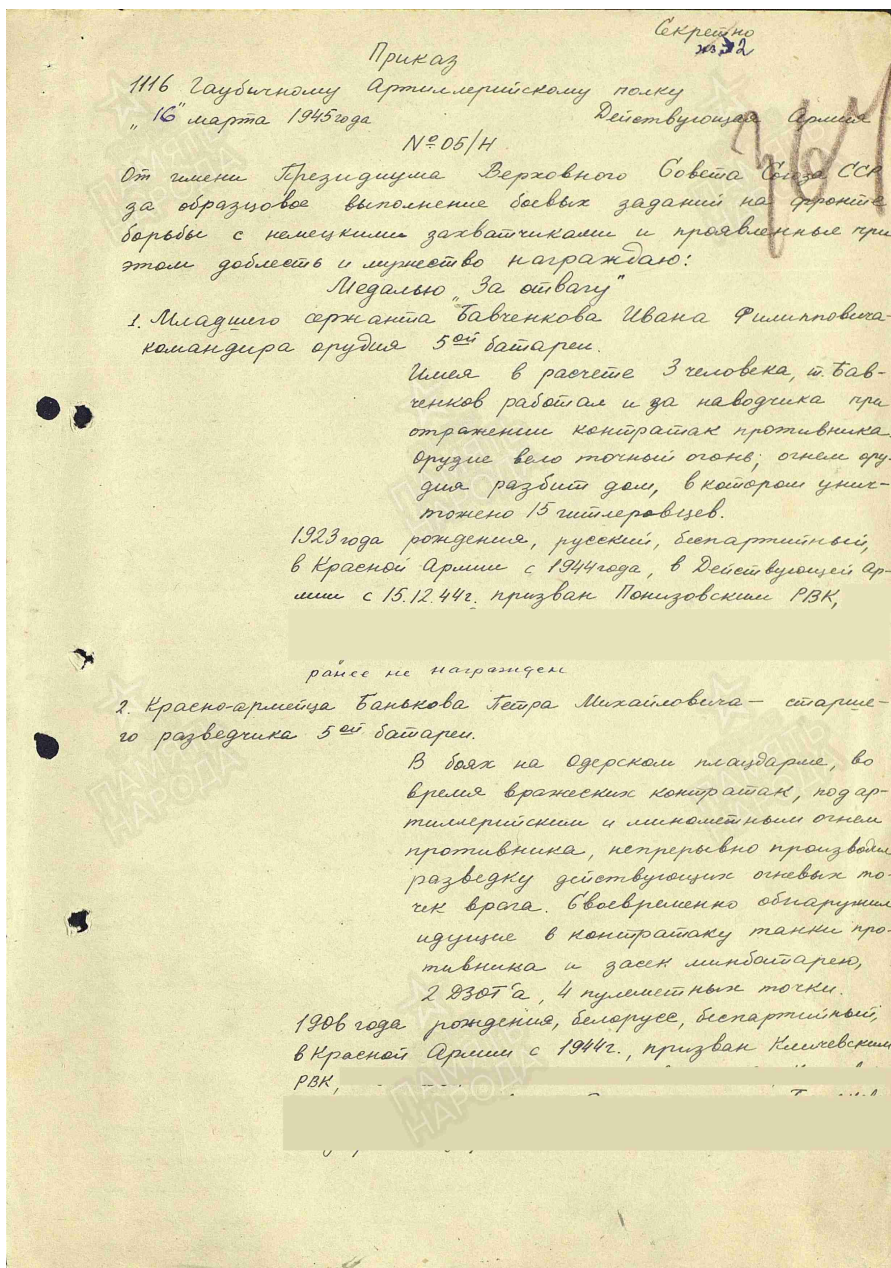 Секретно
экз. 2
Приказ
1116 Гаубичному Артиллерийскому полку
„16" марта 1945 года Действующая Армия
№ 05/н
От имени Президиума Верховного Совета Союза ССР
за образцовое выполнение боевых заданий на фронте
борьбы с немецкими захватчиками и проявленные при
этом доблесть и мужество награждаю:
Медалью „За отвагу"
1. Младшего сержанта Бавченкова Ивана Филипповича-
командира орудия 5ой батареи.
Имея в расчете 3 человека, т. Бав-
ченков работал и за наводчика при
отражении контратак противника.
Орудие вело точный огонь; огнем ору-
дия разбит дом, в котором унич-
тожено 15 гитлеровцев.
1923 года рождения, русский, беспартийный,
в Красной Армии с 1944 года, в Действующей Ар-
мии с 15.12.44г. призван Понизовским РВК,
ранее не награжден
2. Красно-армейца Банькова Петра Михайловича — старше-
го разведчика 5ой батареи.
В боях на Одерском плацдарме, во
время вражеских контратак, под ар-
тиллерийским и минометным огнем
противника, непрерывно производил
разведку действующих огневых то-
чек врага. Своевременно обнаружил
идущие в контратаку танки про-
тивника и засек минбатарею,
2 ДЗОТ'а, 4 пулеметных точки.
1906 года рождения, белорусс, беспартийный,
в Красной Армии с 1944г., призван Кличевским
РВК,
ПАМЯТЬ НАРОДА